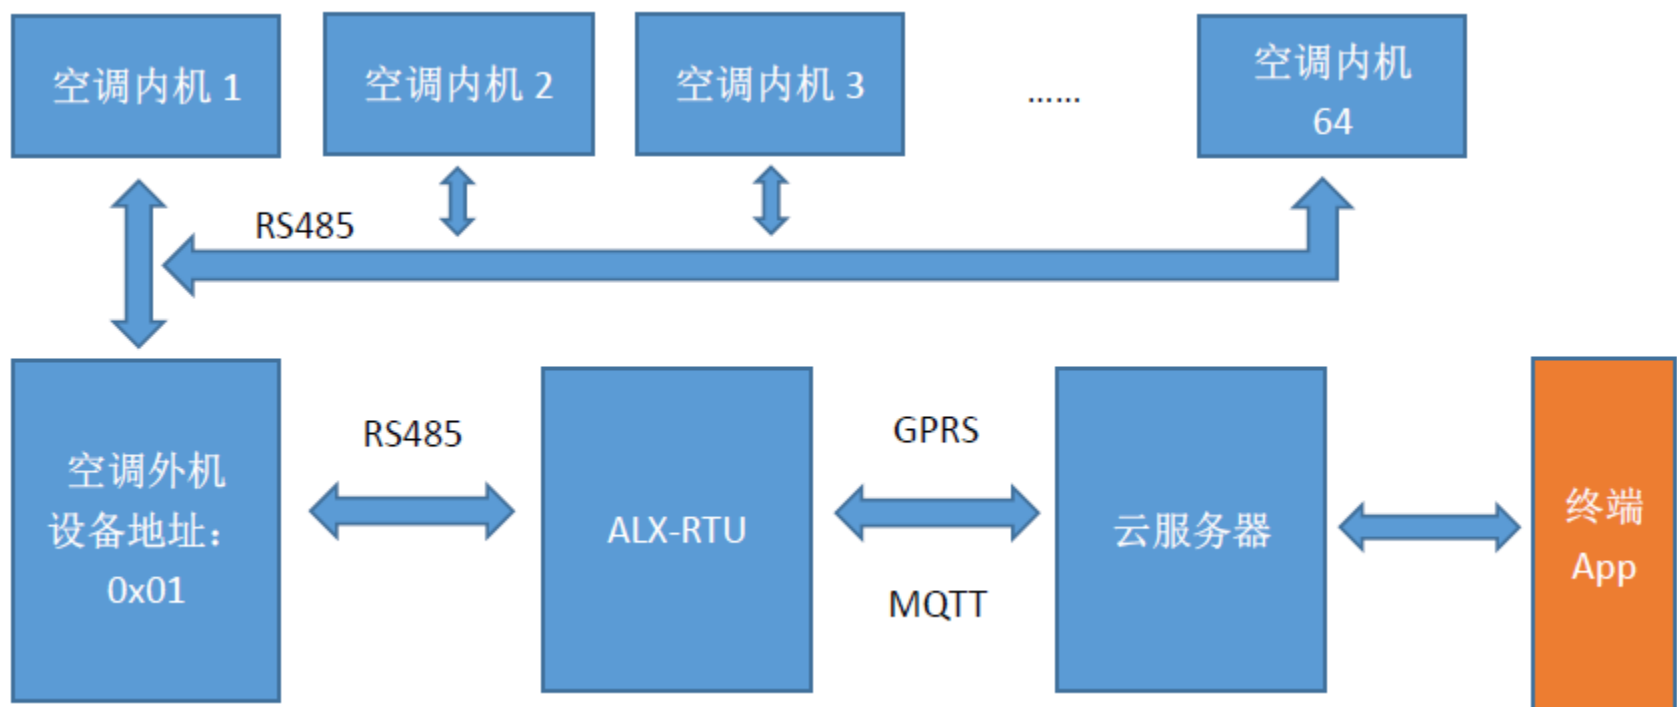 空调内机 1
空调内机 2
空调内机 3
......
空调内机
64
RS485
空调外机
设备地址：
0x01
RS485
ALX-RTU
GPRS
MQTT
云服务器
终端
App